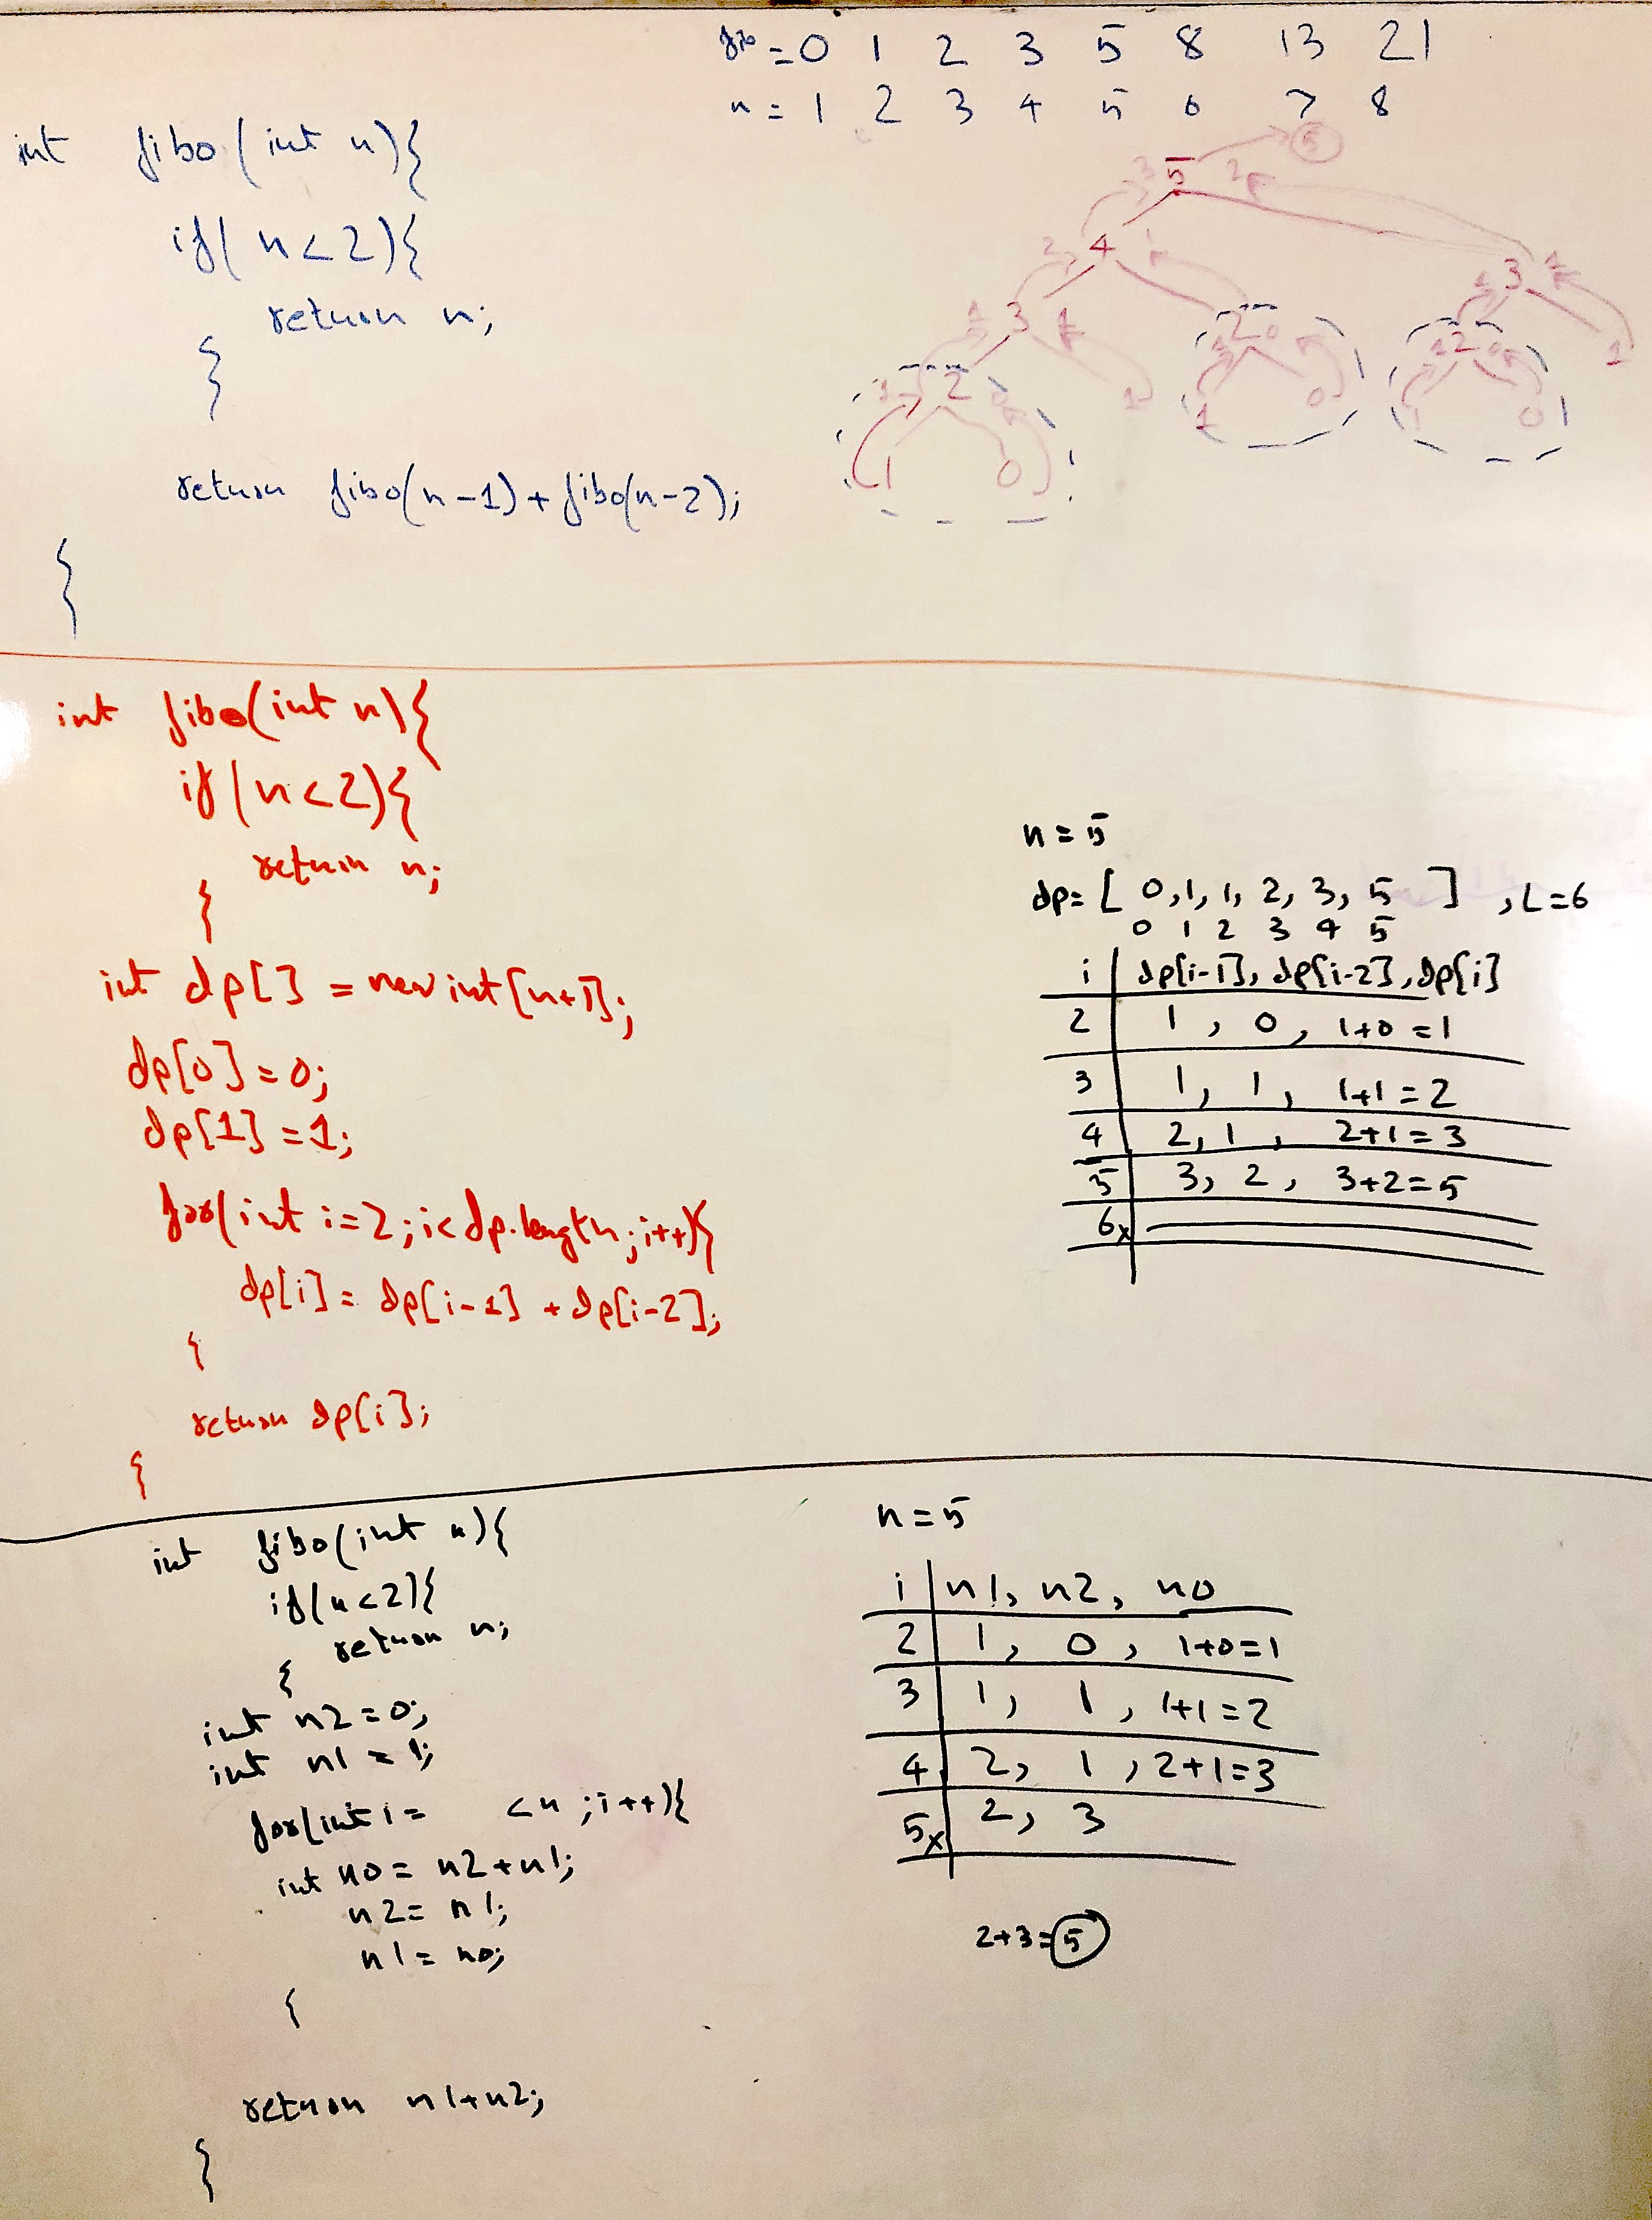 fib = 0 1 2 3 5 8 13 21
n = 1 2 3 4 5 6 7 8
int fibo(int n){
if(n<2){
return n;
}
return fibo(n-1)+fibo(n-2);
}
5
3 5 2
2 4 1
1 3 1
1 3 1
1 2 0
1 2 0
1 2 0
1
1
1 0
1 0
1 0
int fibo(int n){
if(n<2){
return n;
}
int dp[] = new int[n+1];
dp[0]=0;
dp[1]=1;
for(int i=2;i<dp.length;i++){
dp[i]= dp[i-1] + dp[i-2];
}
return dp[i];
}
n=5
dp=[ 0,1,1,2,3,5 ] , L=6
0 1 2 3 4 5
i dp[i-1], dp[i-2], dp[i]
2 1 , 0 , 1+0=1
3 1, 1, 1+1=2
4 2,1, 2+1=3
5 3, 2, 3+2=5
6x
int fibo(int n){
if(n<2){
return n;
}
int n2=0;
int n1=1;
for(int i= <n;i++){
int n0= n2+n1;
n2= n1;
n1= n0;
}
return n1+n2;
}
n=5
i n1, n2, n0
2 1, 0, 1+0=1
3 1, 1, 1+1=2
4 2, 1, 2+1=3
5x 2, 3
2+3=5